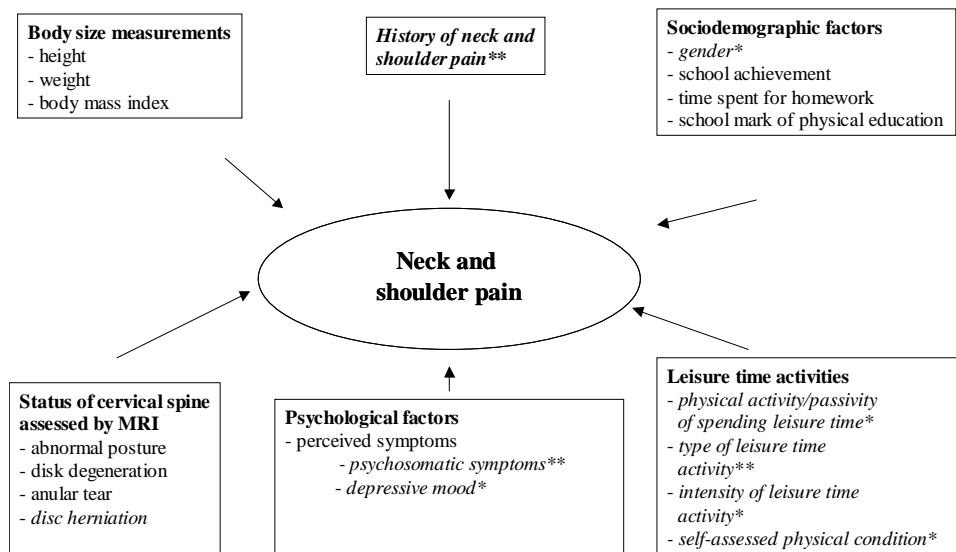 Body size measurements
- height
- weight
- body mass index
History of neck and
shoulder pain**
Sociodemographic factors
- gender*
- school achievement
- time spent for homework
- school mark of physical education
Neck and
shoulder pain
Status of cervical spine
assessed by MRI
- abnormal posture
- disk degeneration
- anular tear
- disc herniation
Psychological factors
- perceived symptoms
- psychosomatic symptoms**
- depressive mood*
Leisure time activities
- physical activity/passivity
of spending leisure time*
- type of leisure time
activity**
- intensity of leisure time
activity*
- self-assessed physical condition*